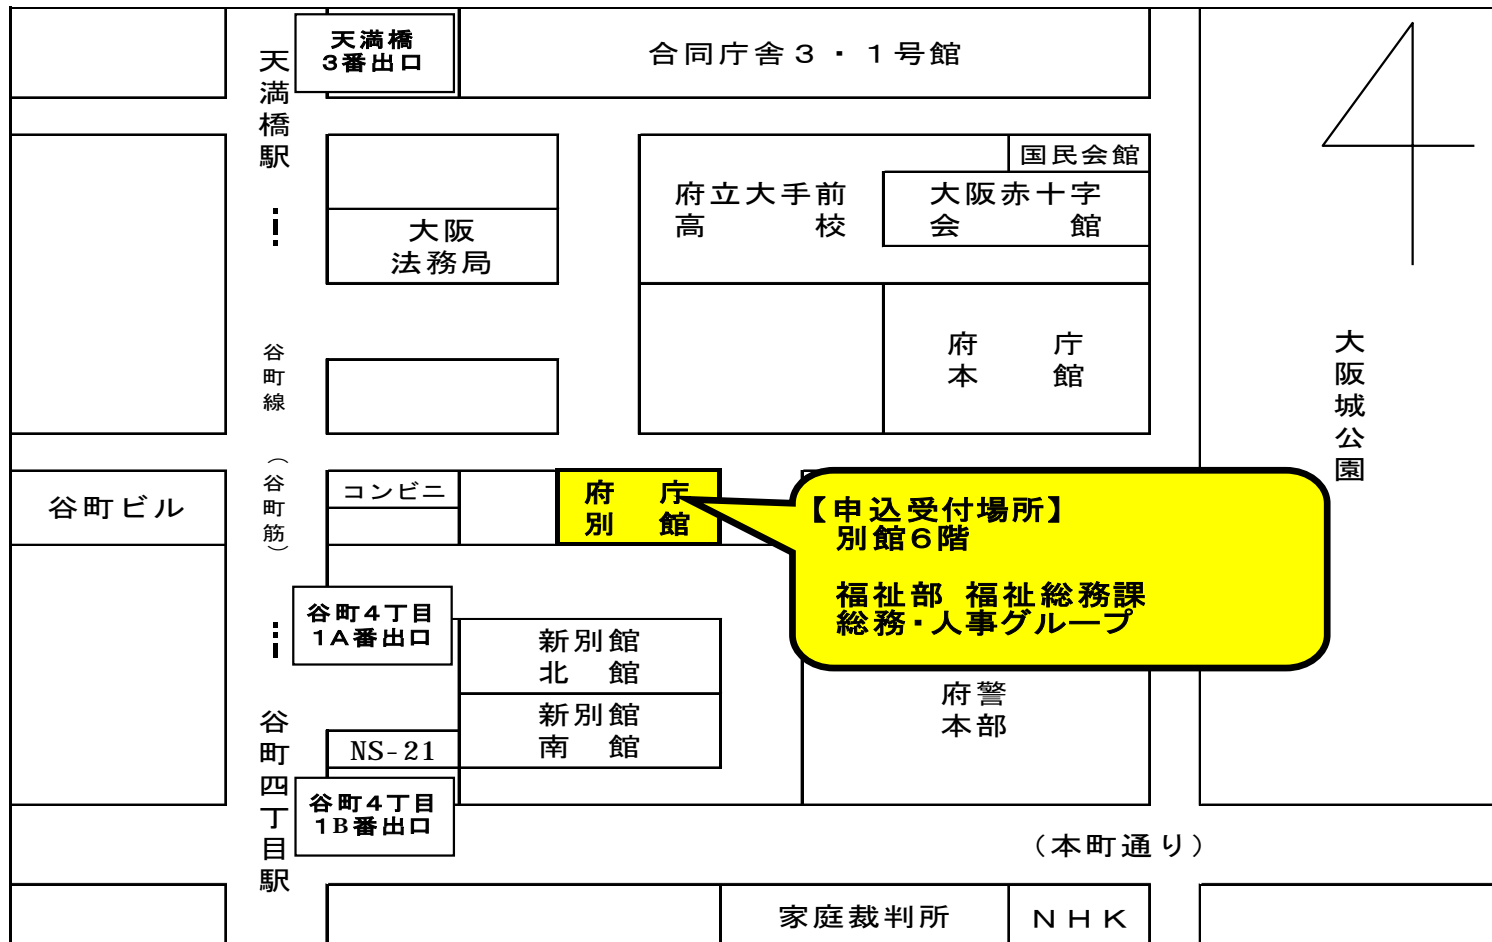 天満橋
3番出口
合同庁舎３・１号館
天満橋駅
国民会館
府立大手前
高校
大阪赤十字
会館
大阪
法務局
谷町線
府庁
本館
大阪城公園
（谷町筋）
谷町ビル
コンビニ
府庁
別館
【申込受付場所】
別館６階
福祉部 福祉総務課
総務・人事グループ
谷町4丁目
1A番出口
新別館
北館
府警
本部
新別館
南館
NS-21
谷町四丁目駅
谷町4丁目
1B番出口
（本町通り）
家庭裁判所
ＮＨＫ